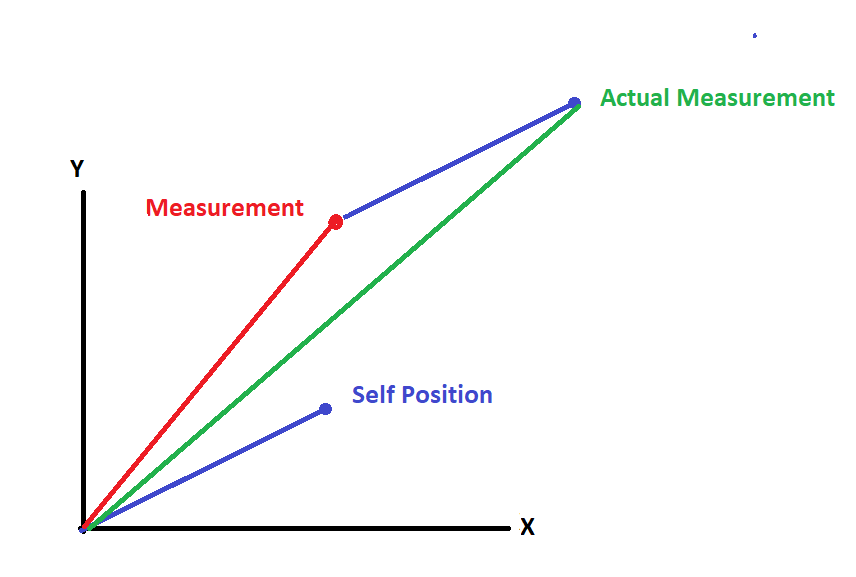 Actual Measurement
Y
Measurement
Self Position
X